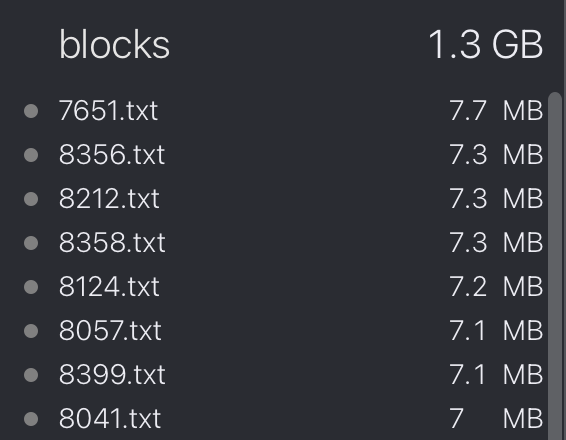 blocks 1.3 GB
7651.txt 7.7 MB
8356.txt 7.3 MB
8212.txt 7.3 MB
8358.txt 7.3 MB
8124.txt 7.2 MB
8057.txt 7.1 MB
8399.txt 7.1 MB
8041.txt 7 MB